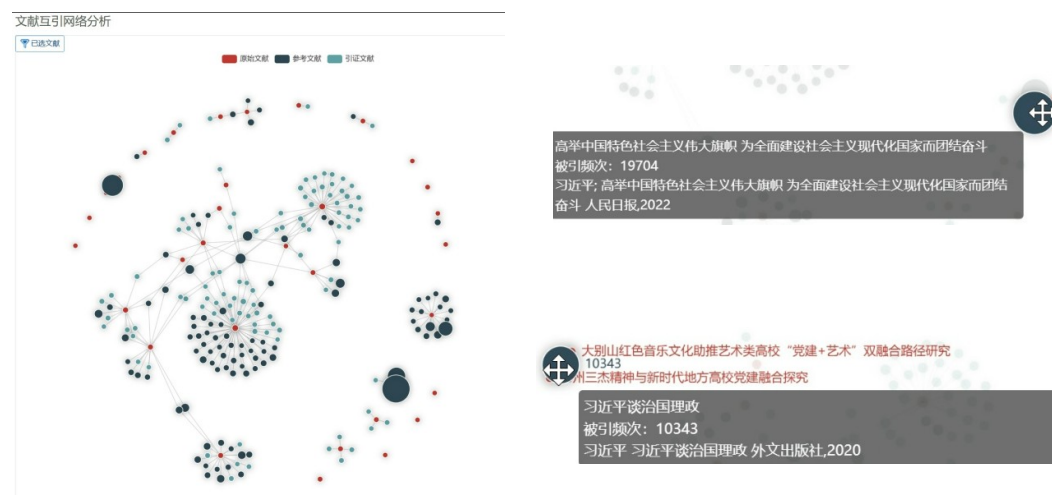 文献互引网络分析
已选文献
原始文献 参考文献 引证文献
高举中国特色社会主义伟大旗帜 为全面建设社会主义现代化国家而团结奋斗
被引频次：19704
习近平; 高举中国特色社会主义伟大旗帜 为全面建设社会主义现代化国家而团结
奋斗 人民日报,2022
大别山红色音乐文化助推艺术类高校“党建+艺术”双融合路径研究
10343
州三杰精神与新时代地方高校党建融合探究
习近平谈治国理政
被引频次：10343
习近平 习近平谈治国理政 外文出版社,2020